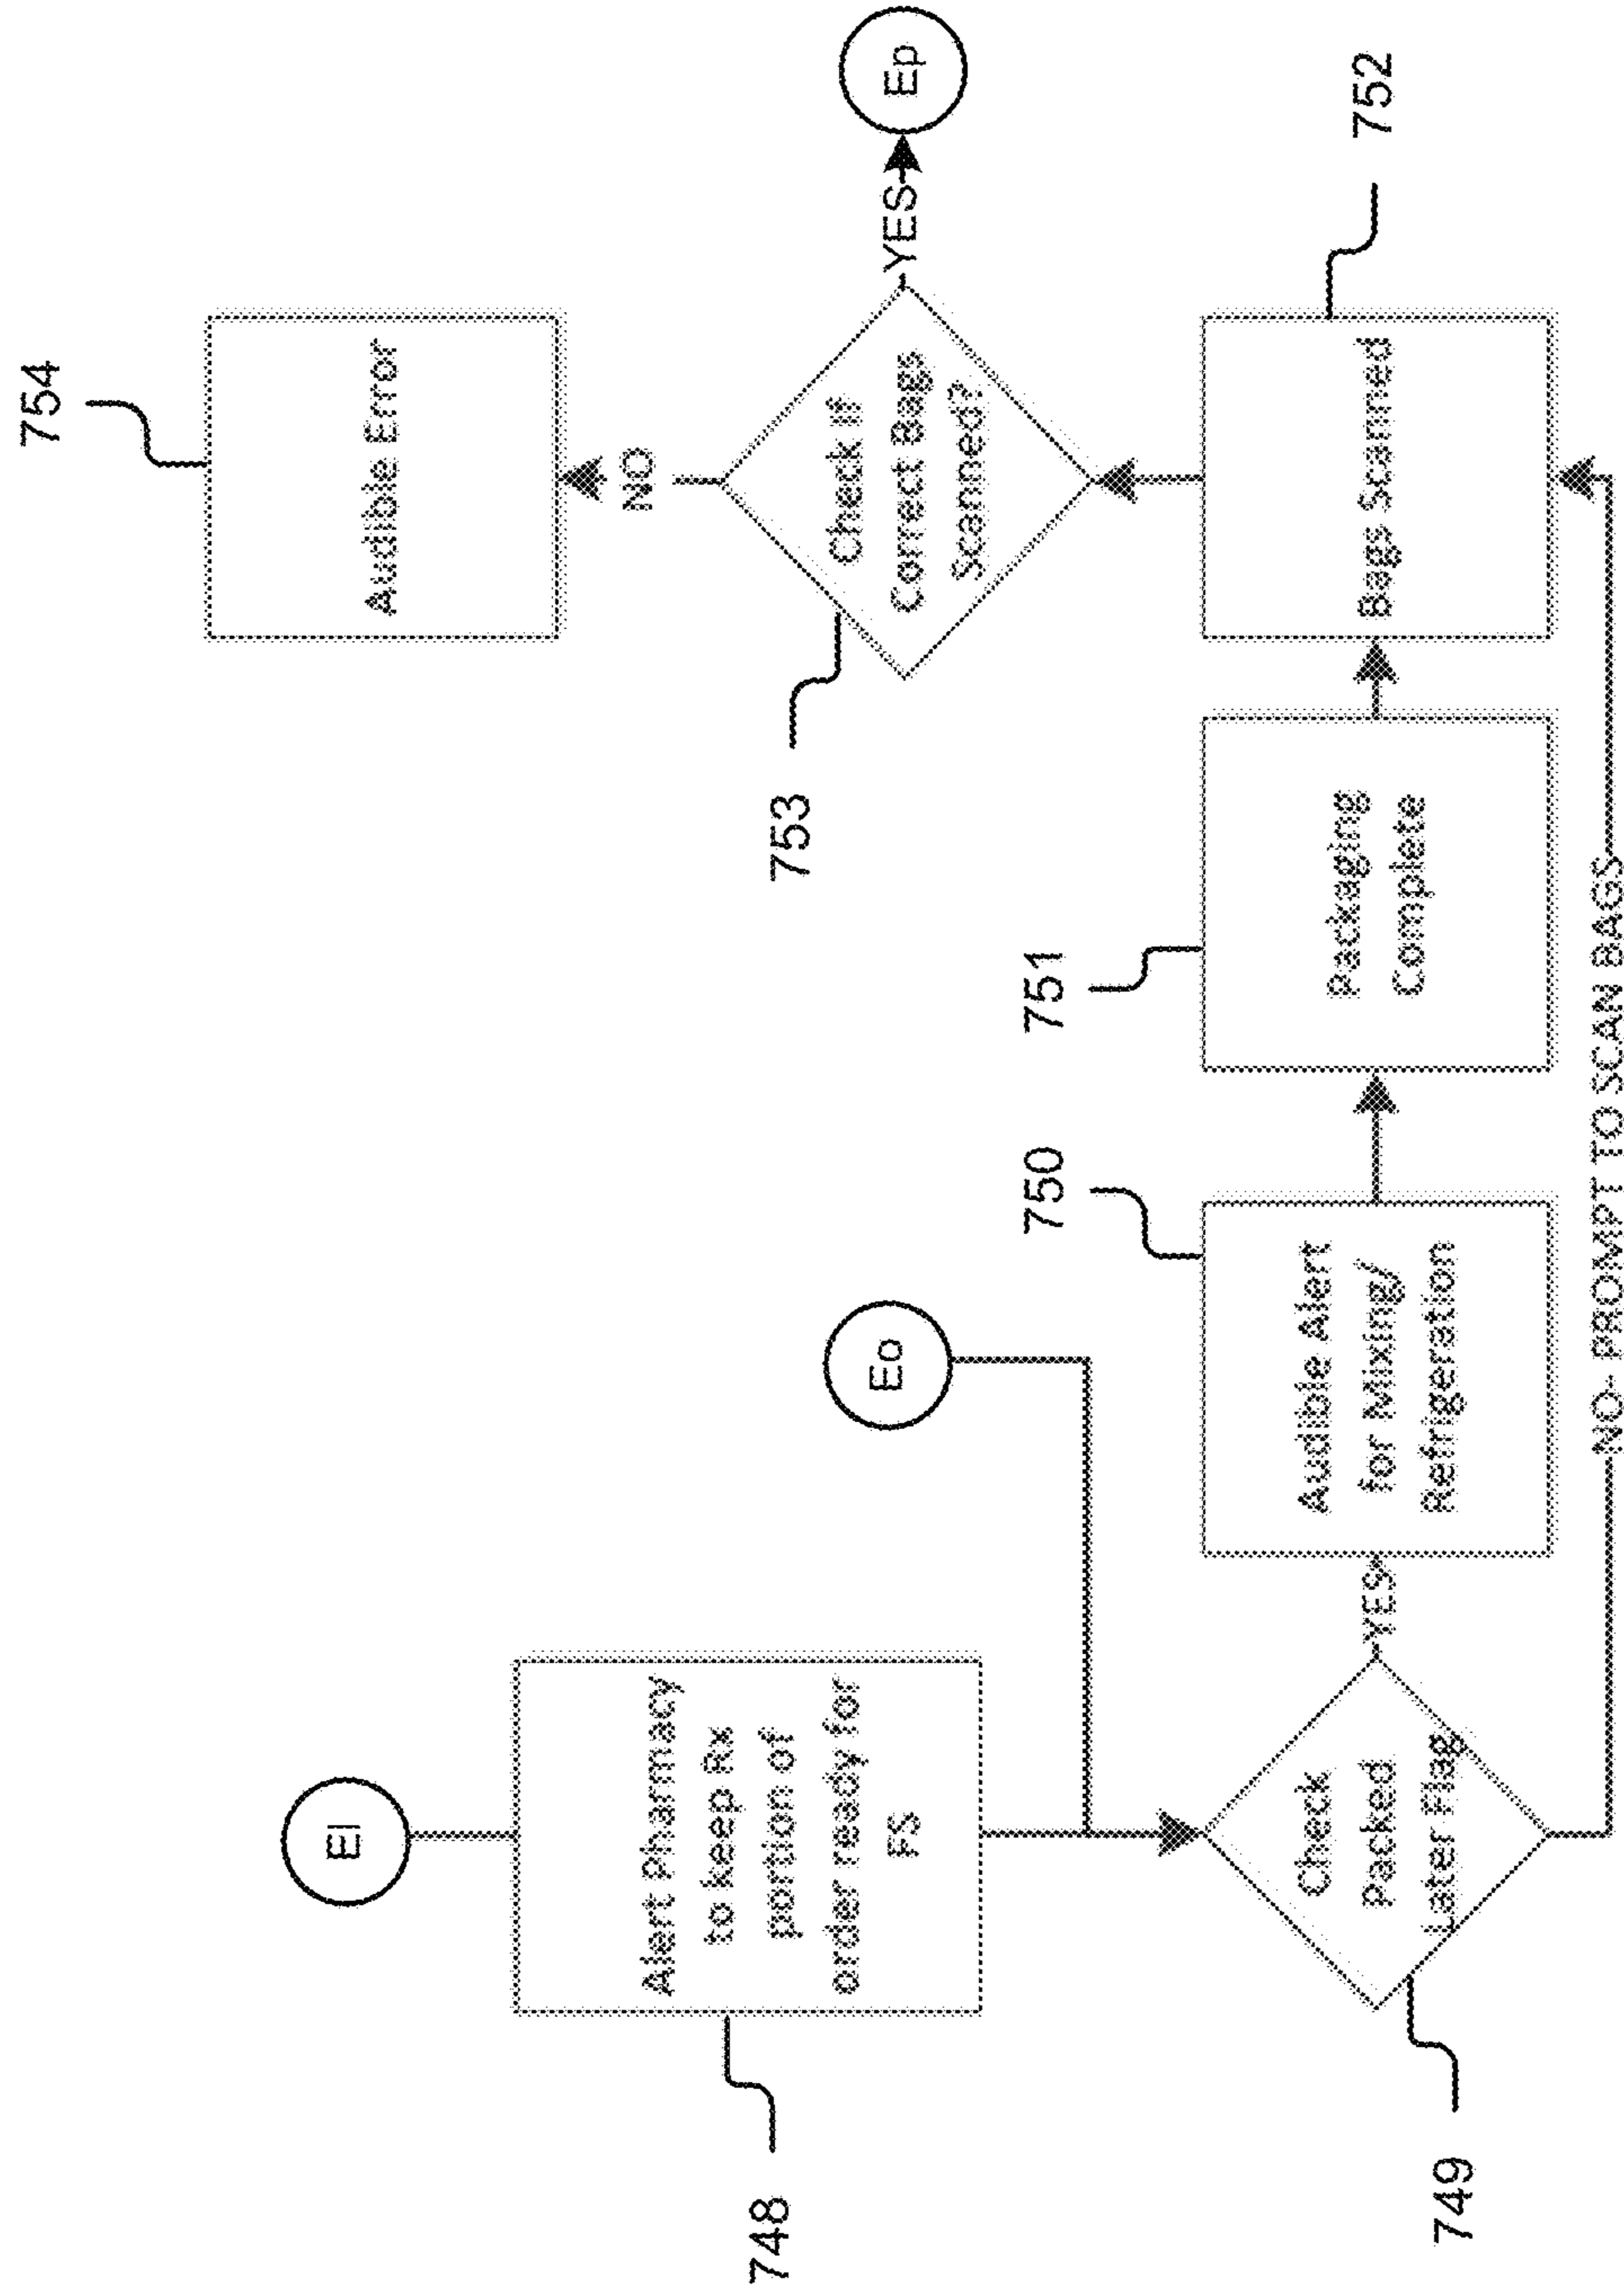 754
El
Audible Error
NO
Alert Pharmacy
to keep Rx
portion of
order ready for
FS
748
753
Check if
Correct Bags
Scanned?
YES
Ep
Eo
750
751
Check
Packed
Later Flag
749
YES
Audible Alert
for Mixing/
Refrigeration
Packaging
Complete
Bags Scanned
752
NO- PROMPT TO SCAN BAGS